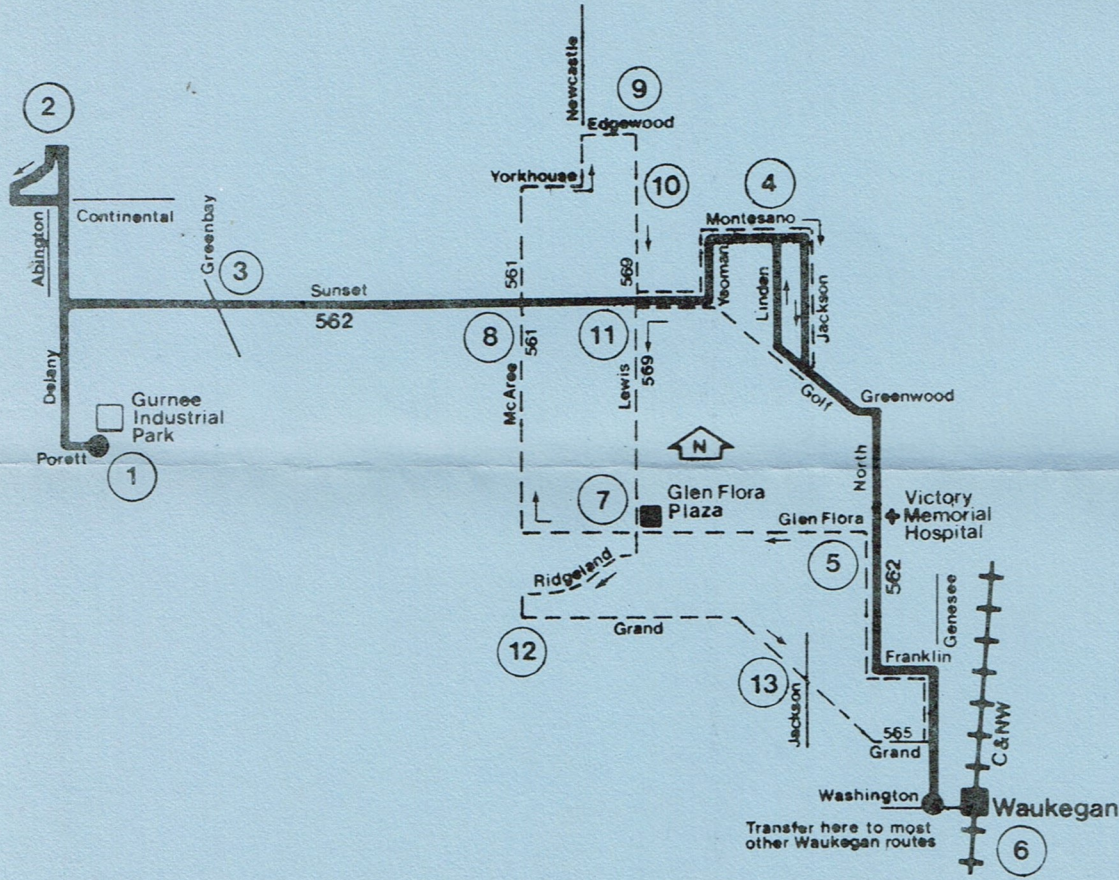 Newcastle
9
2
Edgewood
Yorkhouse
10
4
Continental
Montesano
Abington
Greenbay
3
561
569
Yeoman
Linden
Jackson
Sunset
562
8
561
11
569
Delany
McAree
Lewis
Golf
Greenwood
Gurnee
Industrial
Park
Porett
1
N
North
7
Glen Flora
Plaza
Glen Flora
Victory
Memorial
Hospital
5
562
Ridgeland
Genesee
Grand
12
Franklin
13
Jackson
C&NW
565
Grand
Washington
Waukegan
Transfer here to most
other Waukegan routes
6